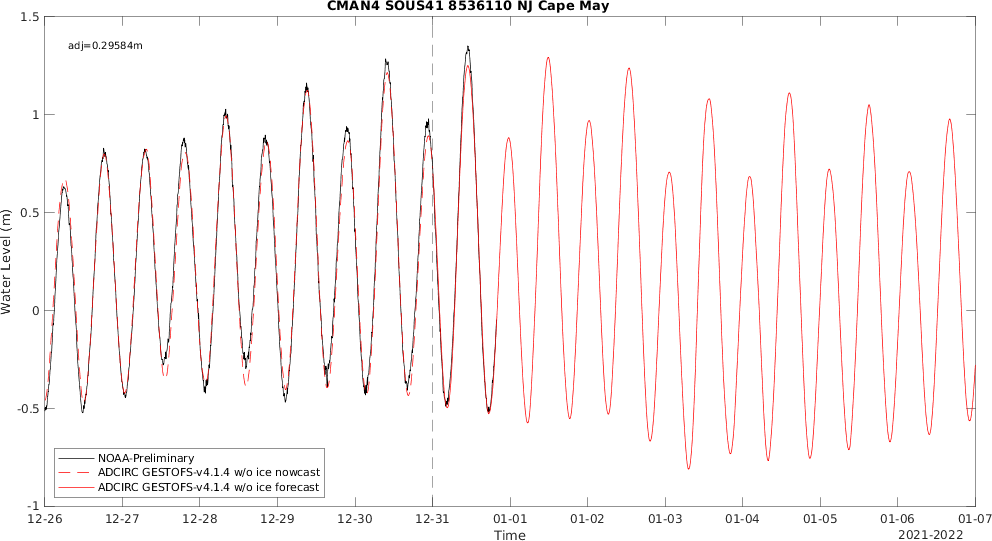 CMAN4 SOUS41 8536110 NJ Cape May
adj=0.29584m
1.5
1
0.5
0
-0.5
-1
Water Level (m)
NOAA-Preliminary
ADCIRC GESTOFS-v4.1.4 w/o ice nowcast
ADCIRC GESTOFS-v4.1.4 w/o ice forecast
12-26 12-27 12-28 12-29 12-30 12-31 01-01 01-02 01-03 01-04 01-05 01-06 01-07
Time
2021-2022